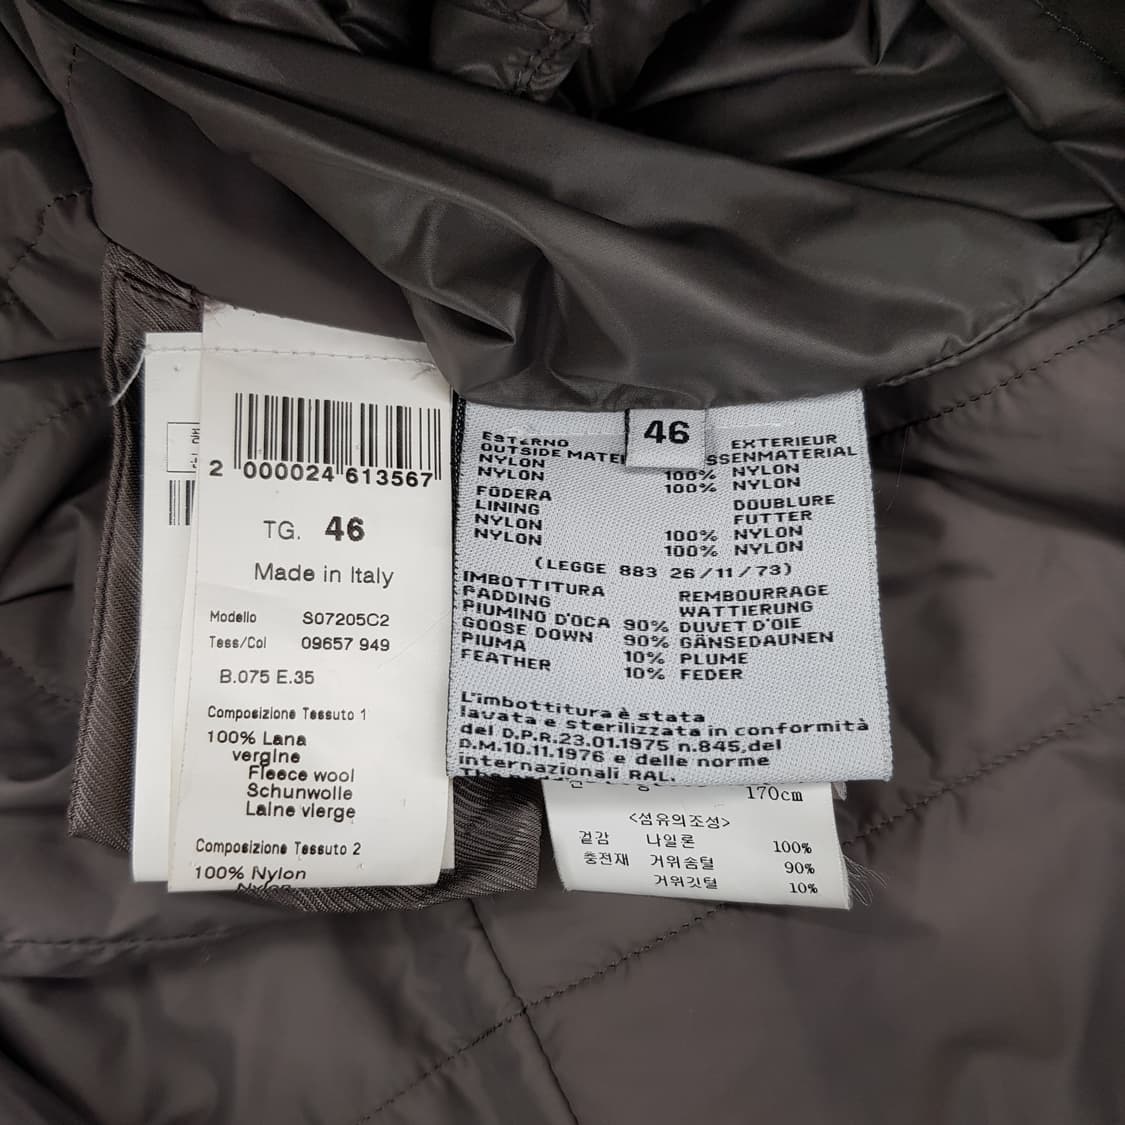 2 000024 613567
TG. 46
Made in Italy
Modello S07205C2
Tess/Col 09657 949
B.075 E.35
Composizione Tessuto 1
100% Lana
vergine
Fleece wool
Schunwolle
Laine vierge
Composizione Tessuto 2
100% Nylon
Nylon
46
ESTERNO EXTERIEUR
OUTSIDE MATE SSENMATERIAL
NYLON 100% NYLON
NYLON 100% NYLON
FODERA DOUBLURE
LINING FUTTER
NYLON 100% NYLON
NYLON 100% NYLON
(LEGGE 883 26/11/73)
IMBOTTITURA REMBOURRAGE
PADDING WATTIERUNG
PIUMINO D'OCA 90% DUVET D'OIE
GOOSE DOWN 90% GÄNSEDAUNEN
PIUMA 10% PLUME
FEATHER 10% FEDER
L'imbottitura è stata
lavata e sterilizzata in conformità
del D.P.R.23.01.1975 n.845,del
D.M.10.11.1976 e delle norme
internazionali RAL.
170cm
<섬유의조성>
겉감 나일론 100%
충전재 거위솜털 90%
거위깃털 10%